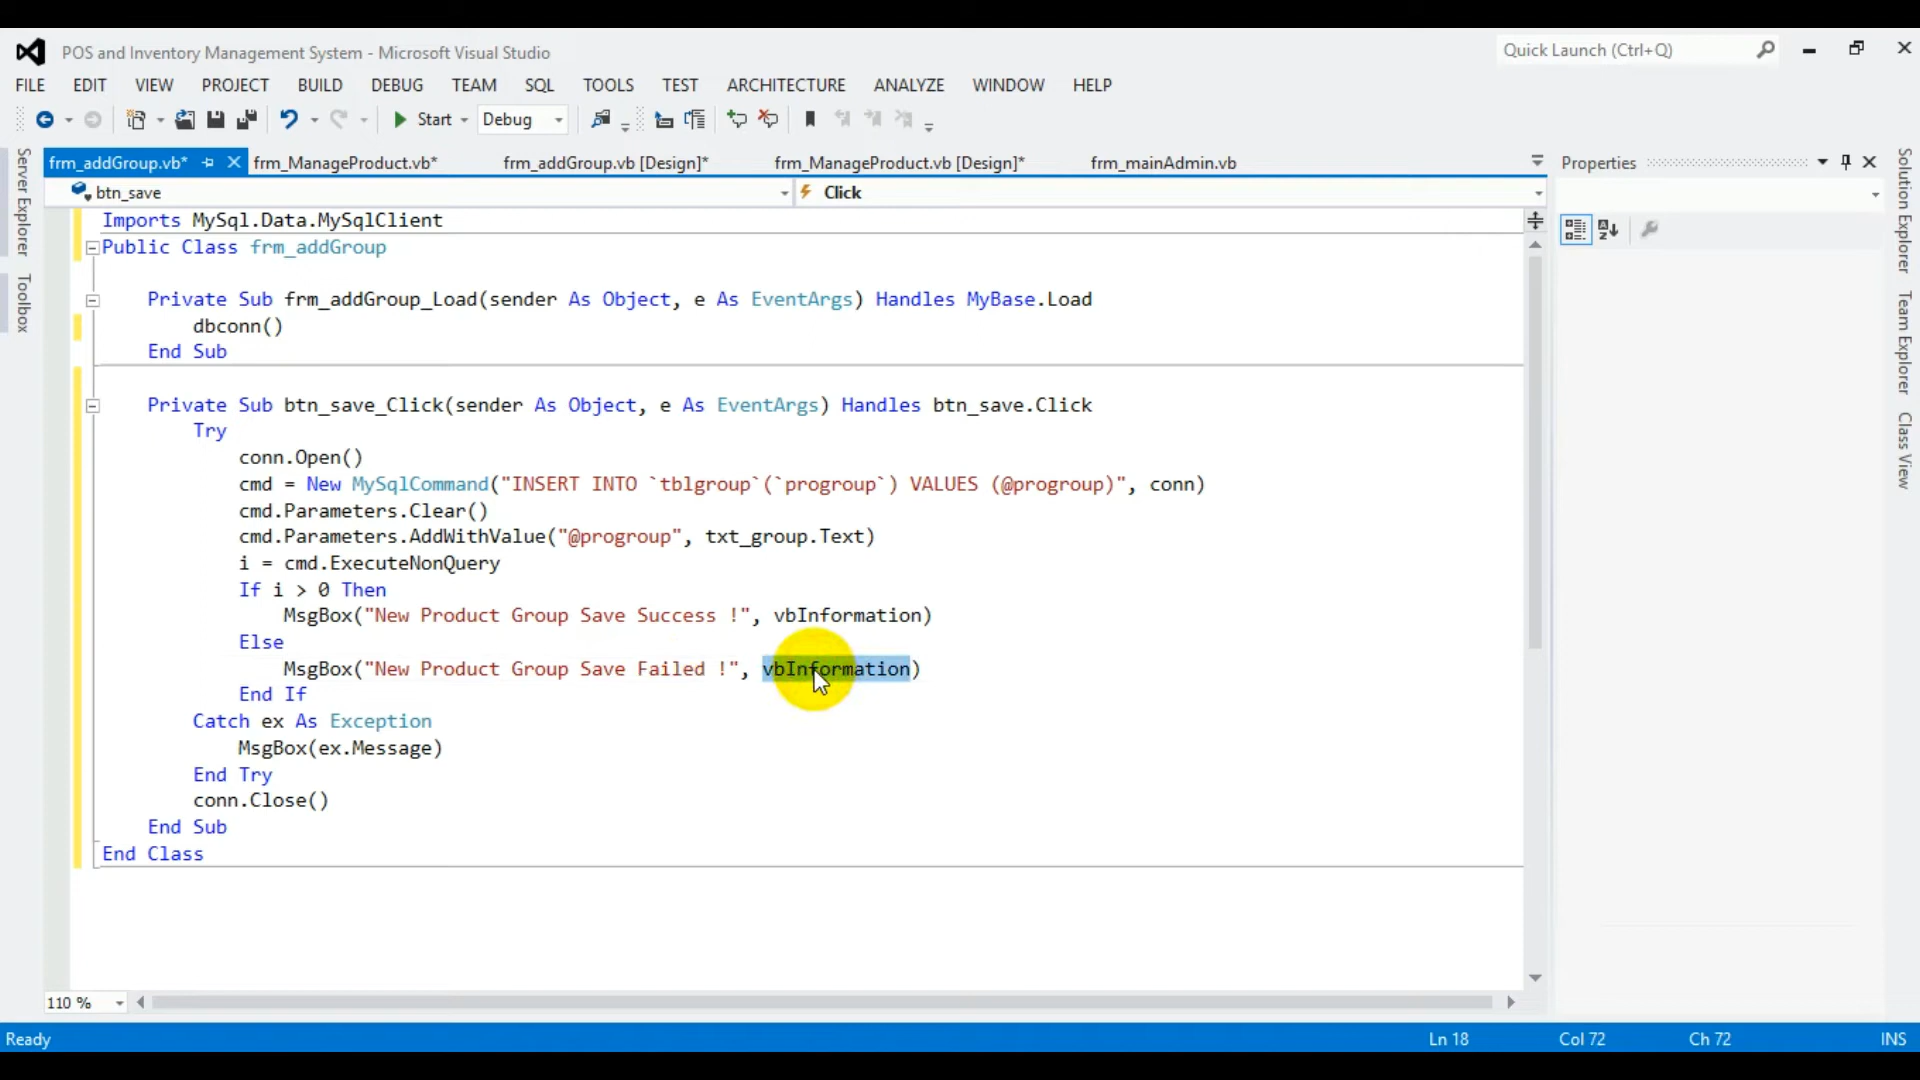 POS and Inventory Management System - Microsoft Visual Studio
Quick Launch (Ctrl+Q)
FILE EDIT VIEW PROJECT BUILD DEBUG TEAM SQL TOOLS TEST ARCHITECTURE ANALYZE WINDOW HELP
Start Debug
frm_addGroup.vb* frm_ManageProduct.vb* frm_addGroup.vb [Design]* frm_ManageProduct.vb [Design]* frm_mainAdmin.vb
Properties
btn_save Click
Server Explorer
Toolbox
Imports MySql.Data.MySqlClient
Public Class frm_addGroup
Private Sub frm_addGroup_Load(sender As Object, e As EventArgs) Handles MyBase.Load
dbconn()
End Sub
Private Sub btn_save_Click(sender As Object, e As EventArgs) Handles btn_save.Click
Try
conn.Open()
cmd = New MySqlCommand("INSERT INTO `tblgroup`(`progroup`) VALUES (@progroup)", conn)
cmd.Parameters.Clear()
cmd.Parameters.AddWithValue("@progroup", txt_group.Text)
i = cmd.ExecuteNonQuery
If i > 0 Then
MsgBox("New Product Group Save Success !", vbInformation)
Else
MsgBox("New Product Group Save Failed !", vbInformation)
End If
Catch ex As Exception
MsgBox(ex.Message)
End Try
conn.Close()
End Sub
End Class
Solution Explorer
Team Explorer
Class View
110 %
Ready Ln 18 Col 72 Ch 72 INS